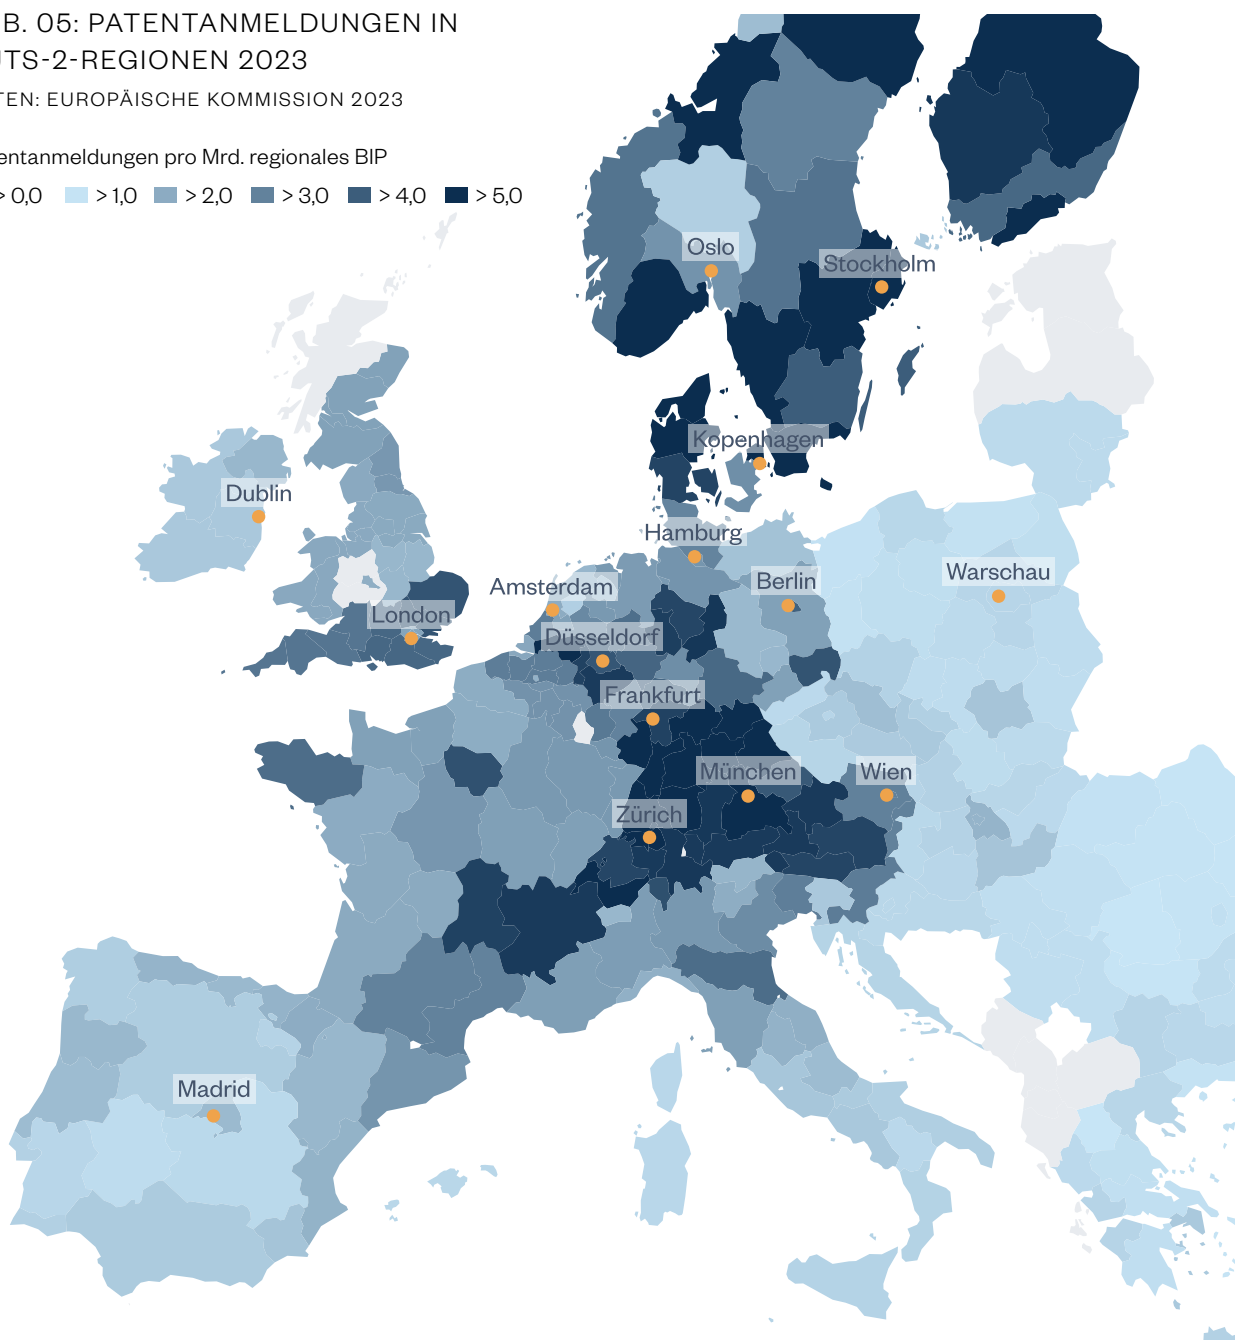 B. 05: PATENTANMELDUNGEN IN
UTS-2-REGIONEN 2023
TEN: EUROPÄISCHE KOMMISSION 2023
entanmeldungen pro Mrd. regionales BIP
> 0,0 > 1,0 > 2,0 > 3,0 > 4,0 > 5,0
Oslo
Stockholm
Kopenhagen
Dublin
Hamburg
Warschau
Berlin
Amsterdam
London
Düsseldorf
Frankfurt
München
Wien
Zürich
Madrid